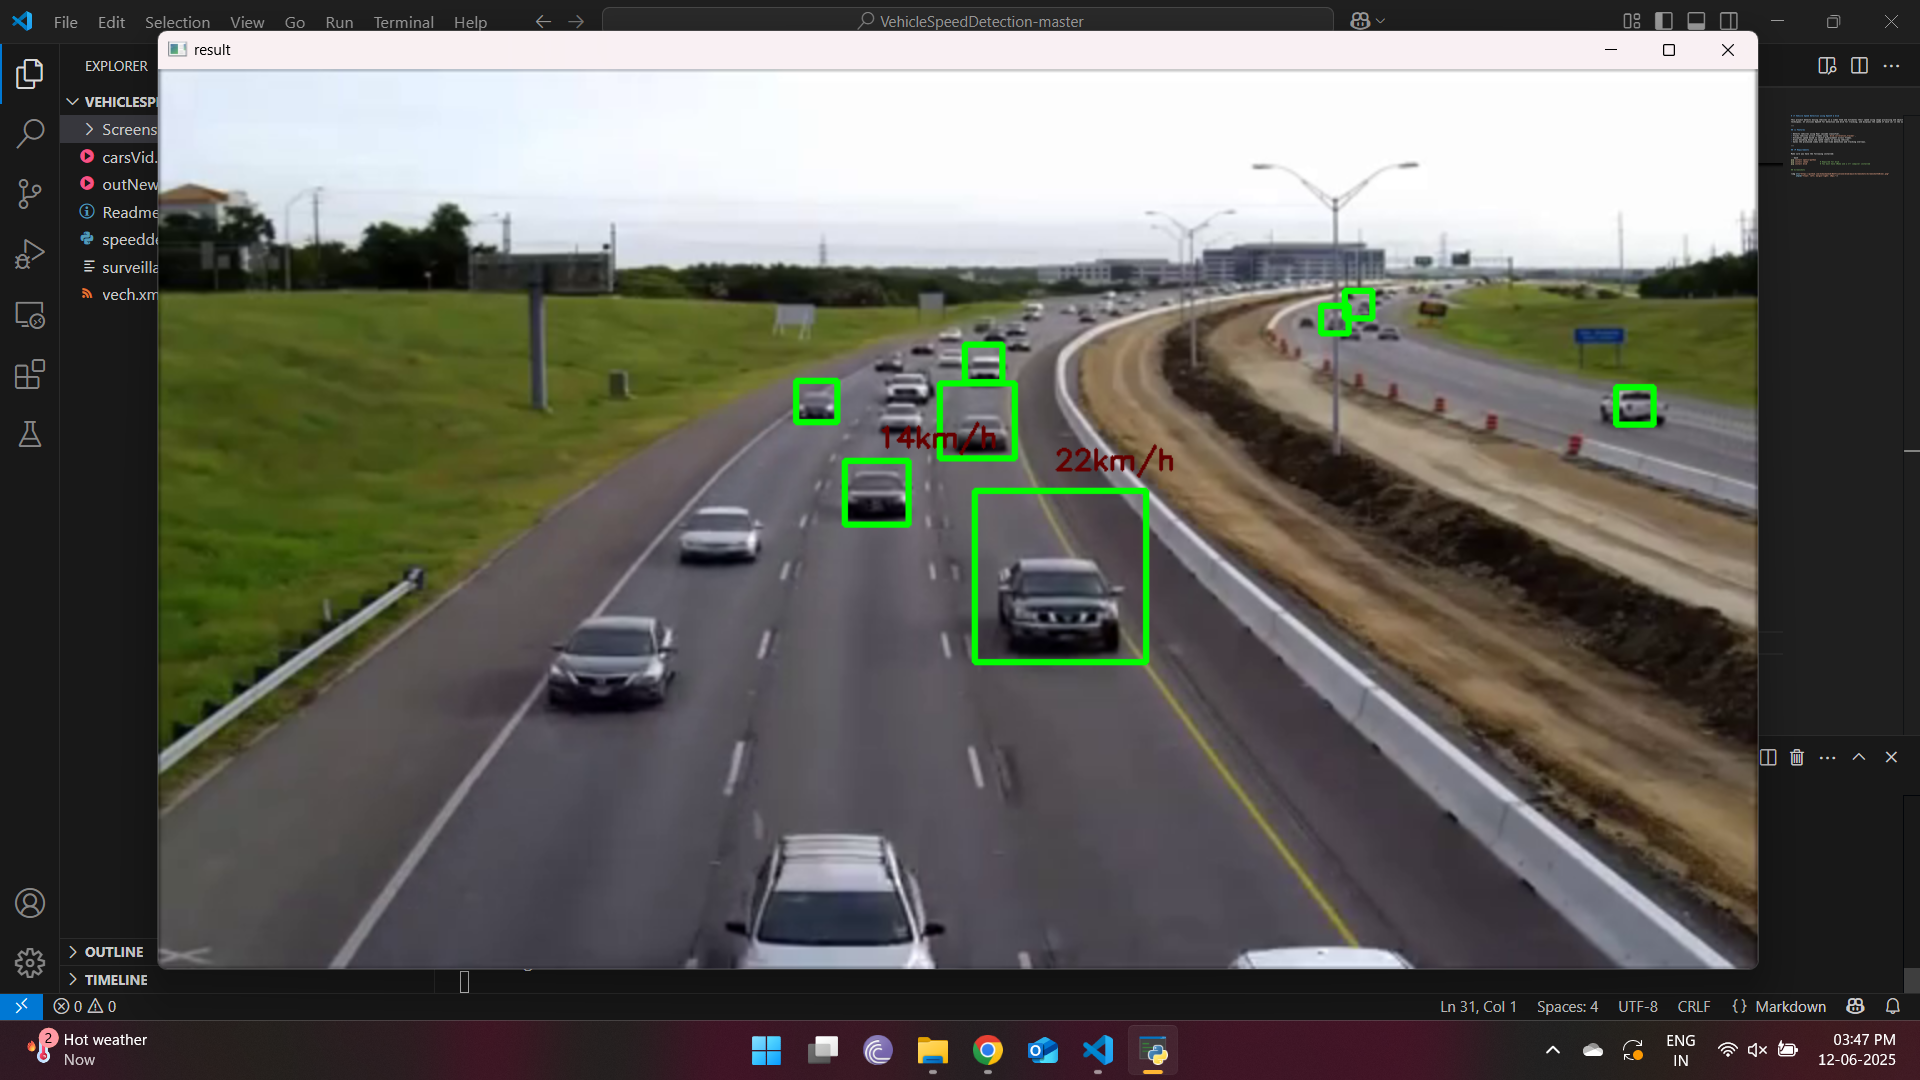 File Edit Selection View Go Run Terminal Help
VehicleSpeedDetection-master
result
EXPLORER
VEHICLESP
Screens
carsVid.
outNew
Readme
speedde
surveilla
vech.xm
14km/h
22km/h
OUTLINE
TIMELINE
0 0
Ln 31, Col 1 Spaces: 4 UTF-8 CRLF {} Markdown
2
Hot weather
Now
ENG
IN
03:47 PM
12-06-2025